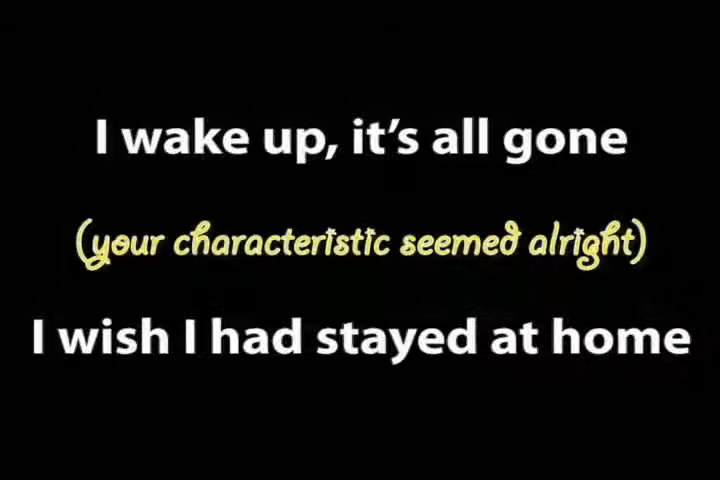 I wake up, it’s all gone
(your characteristic seemed alright)
I wish I had stayed at home